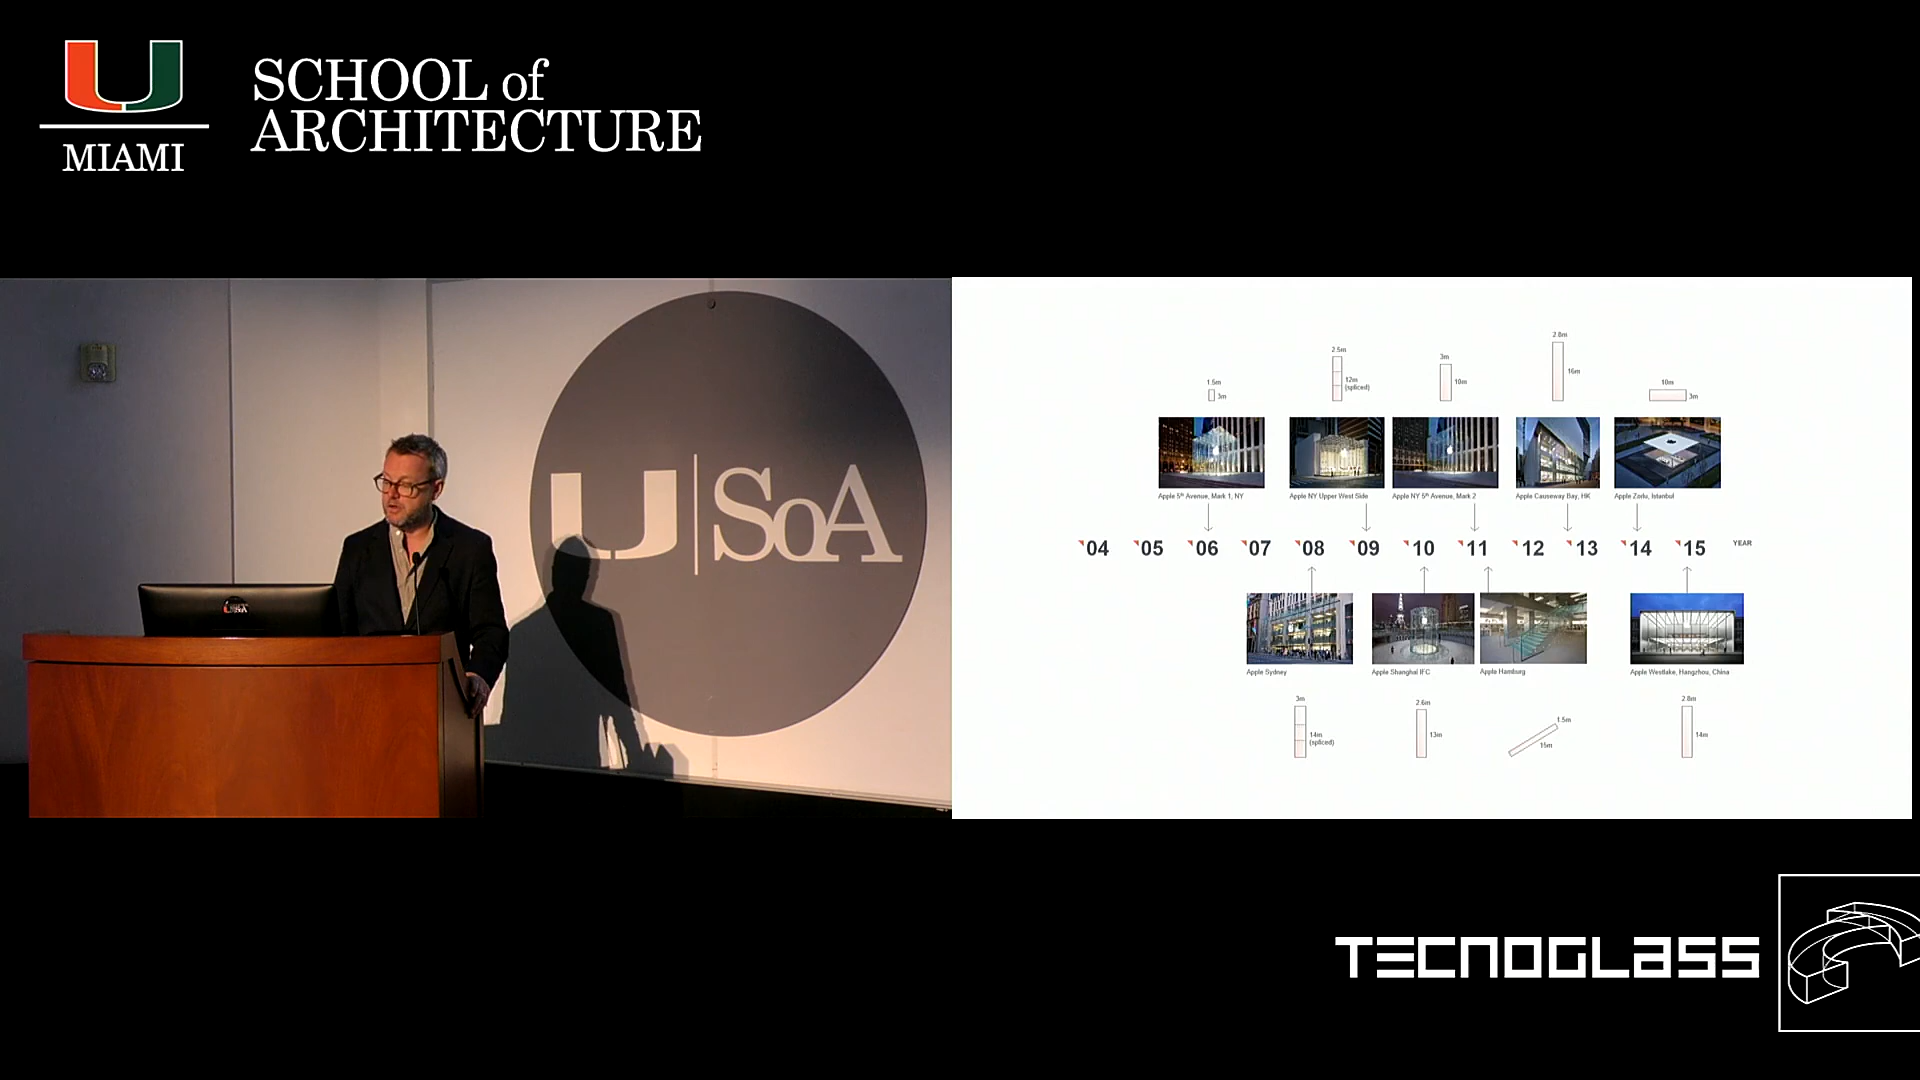 MIAMI
SCHOOL of
ARCHITECTURE
U | SoA
2.8m
16m
2.5m
12m
(spliced)
3m
10m
1.5m
3m
10m
3m
Apple 5th Avenue, Mark 1, NY
Apple NY Upper West Side
Apple NY 5th Avenue, Mark 2
Apple Causeway Bay, HK
Apple Zorlu, Istanbul
'04 '05 '06 '07 '08 '09 '10 '11 '12 '13 '14 '15 YEAR
Apple Sydney
Apple Shanghai IFC
Apple Hamburg
Apple Westlake, Hangzhou, China
3m
14m
(spliced)
2.6m
13m
1.5m
15m
2.8m
14m
TECNOGLASS